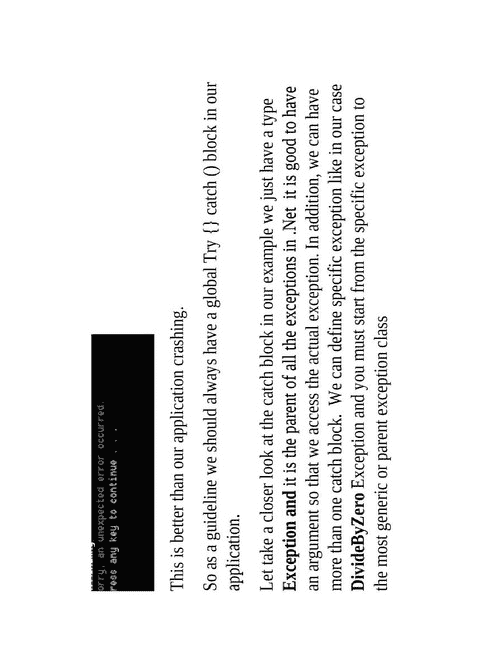 orry, an unexpected error occurred.
ress any key to continue . . .
This is better than our application crashing.
So as a guideline we should always have a global Try {} catch () block in our
application.
Let take a closer look at the catch block in our example we just have a type
Exception and it is the parent of all the exceptions in .Net it is good to have
an argument so that we access the actual exception. In addition, we can have
more than one catch block. We can define specific exception like in our case
DivideByZero Exception and you must start from the specific exception to
the most generic or parent exception class